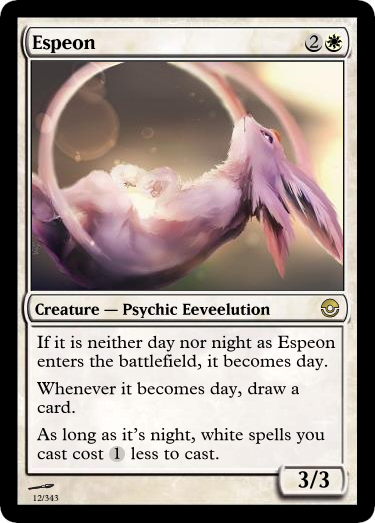 Espeon 2
Creature — Psychic Eeveelution
If it is neither day nor night as Espeon
enters the battlefield, it becomes day.
Whenever it becomes day, draw a
card.
As long as it's night, white spells you
cast cost 1 less to cast.
3/3
12/343